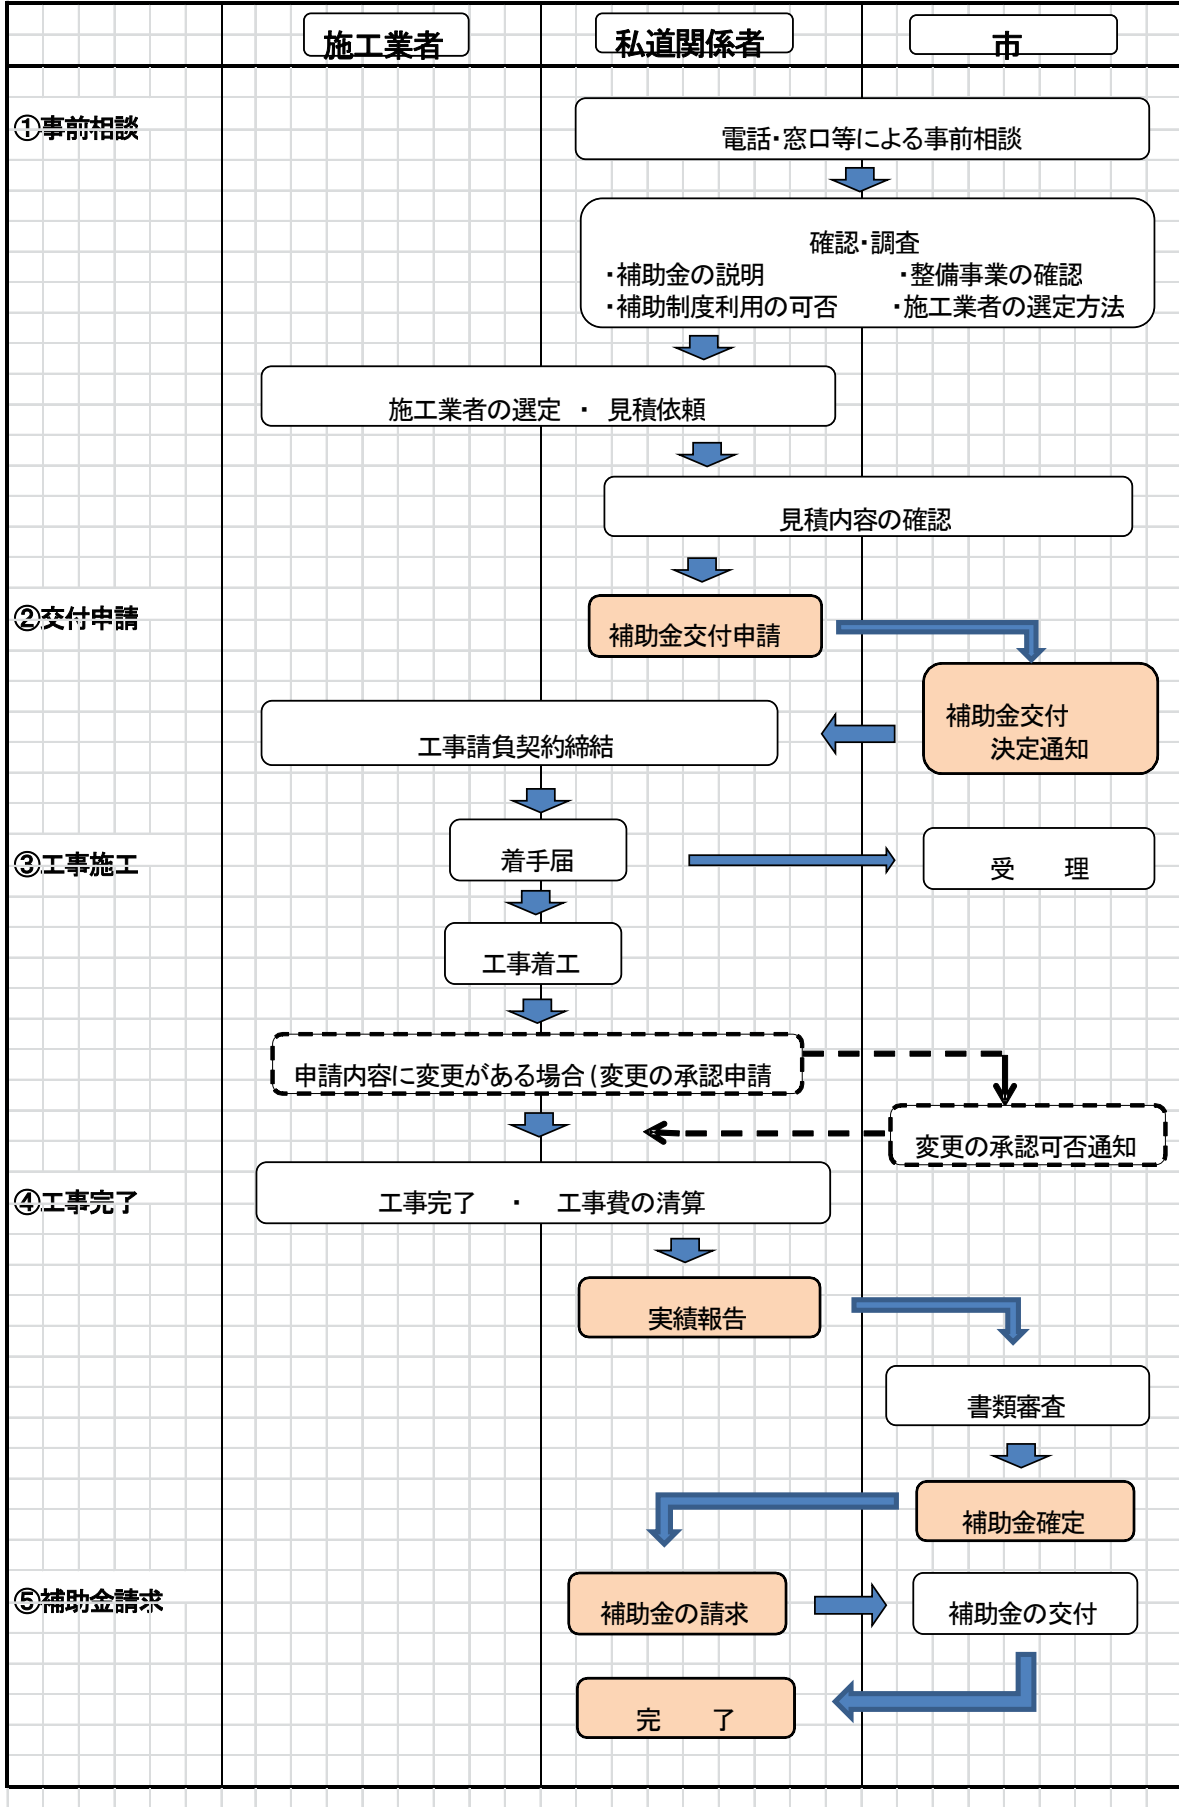 施工業者 私道関係者 市
①事前相談
電話・窓口等による事前相談
確認・調査
・補助金の説明 ・整備事業の確認
・補助制度利用の可否 ・施工業者の選定方法
施工業者の選定 ・ 見積依頼
見積内容の確認
②交付申請
補助金交付申請
補助金交付
決定通知
工事請負契約締結
③工事施工
着手届
受 理
工事着工
申請内容に変更がある場合(変更の承認申請
変更の承認可否通知
④工事完了
工事完了 ・ 工事費の清算
実績報告
書類審査
補助金確定
⑤補助金請求
補助金の請求
補助金の交付
完 了